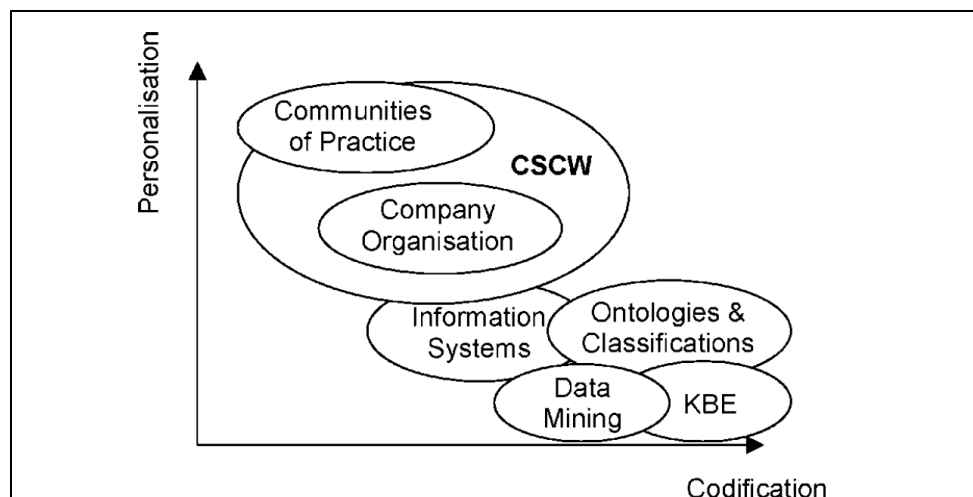 Personalisation
Communities
of Practice
CSCW
Company
Organisation
Information
Systems
Ontologies &
Classifications
Data
Mining
KBE
Codification